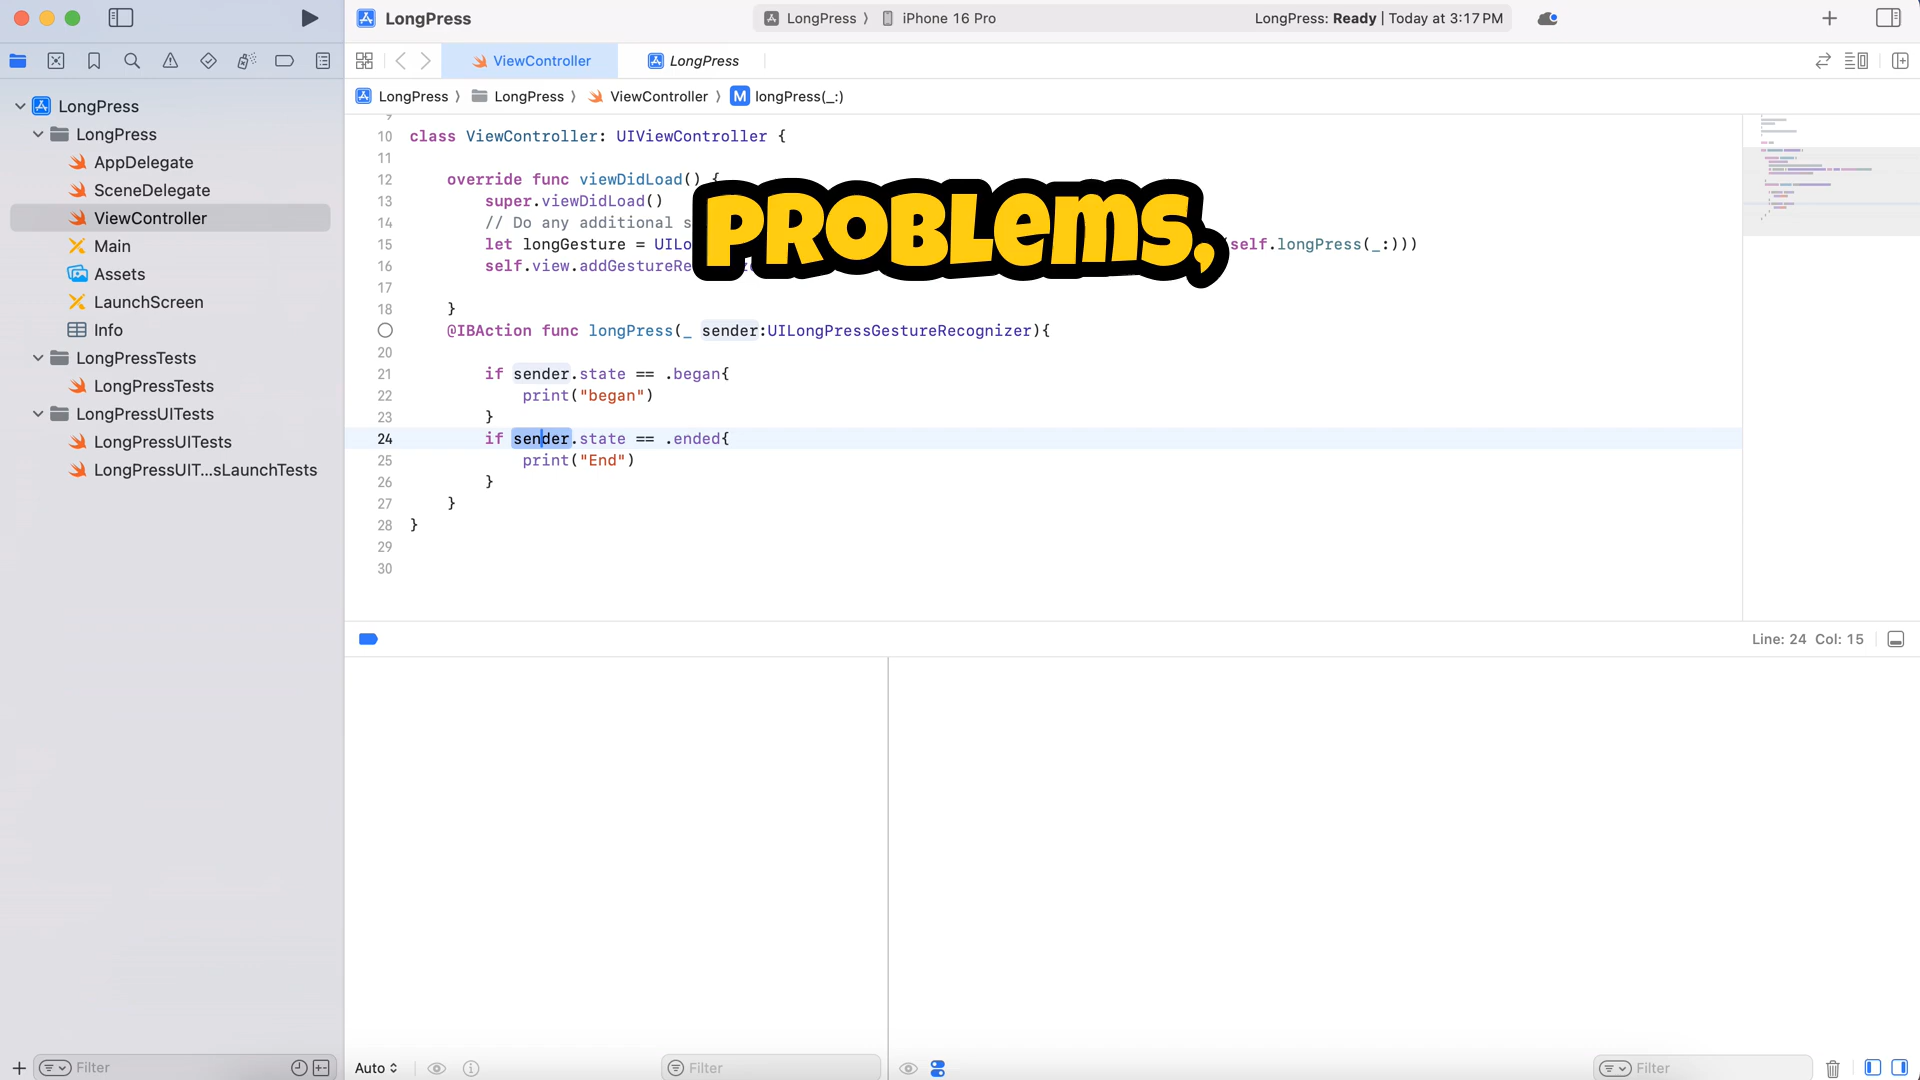 LongPress
LongPress 〉 iPhone 16 Pro
LongPress: Ready | Today at 3:17 PM
ViewController
LongPress
LongPress 〉 LongPress 〉 ViewController 〉 M longPress(_:)
LongPress
LongPress
AppDelegate
SceneDelegate
ViewController
Main
Assets
LaunchScreen
Info
LongPressTests
LongPressTests
LongPressUITests
LongPressUITests
LongPressUIT...sLaunchTests
10 class ViewController: UIViewController {
11
12 override func viewDidLoad() {
13 super.viewDidLoad()
14 // Do any additional s
15 let longGesture = UILo (self.longPress(_:)))
16 self.view.addGestureRe
17
18 }
@IBAction func longPress(_ sender:UILongPressGestureRecognizer){
20
21 if sender.state == .began{
22 print("began")
23 }
24 if sender.state == .ended{
25 print("End")
26 }
27 }
28 }
29
30
PROBLEMS,
Line: 24 Col: 15
Filter
Auto
Filter
Filter